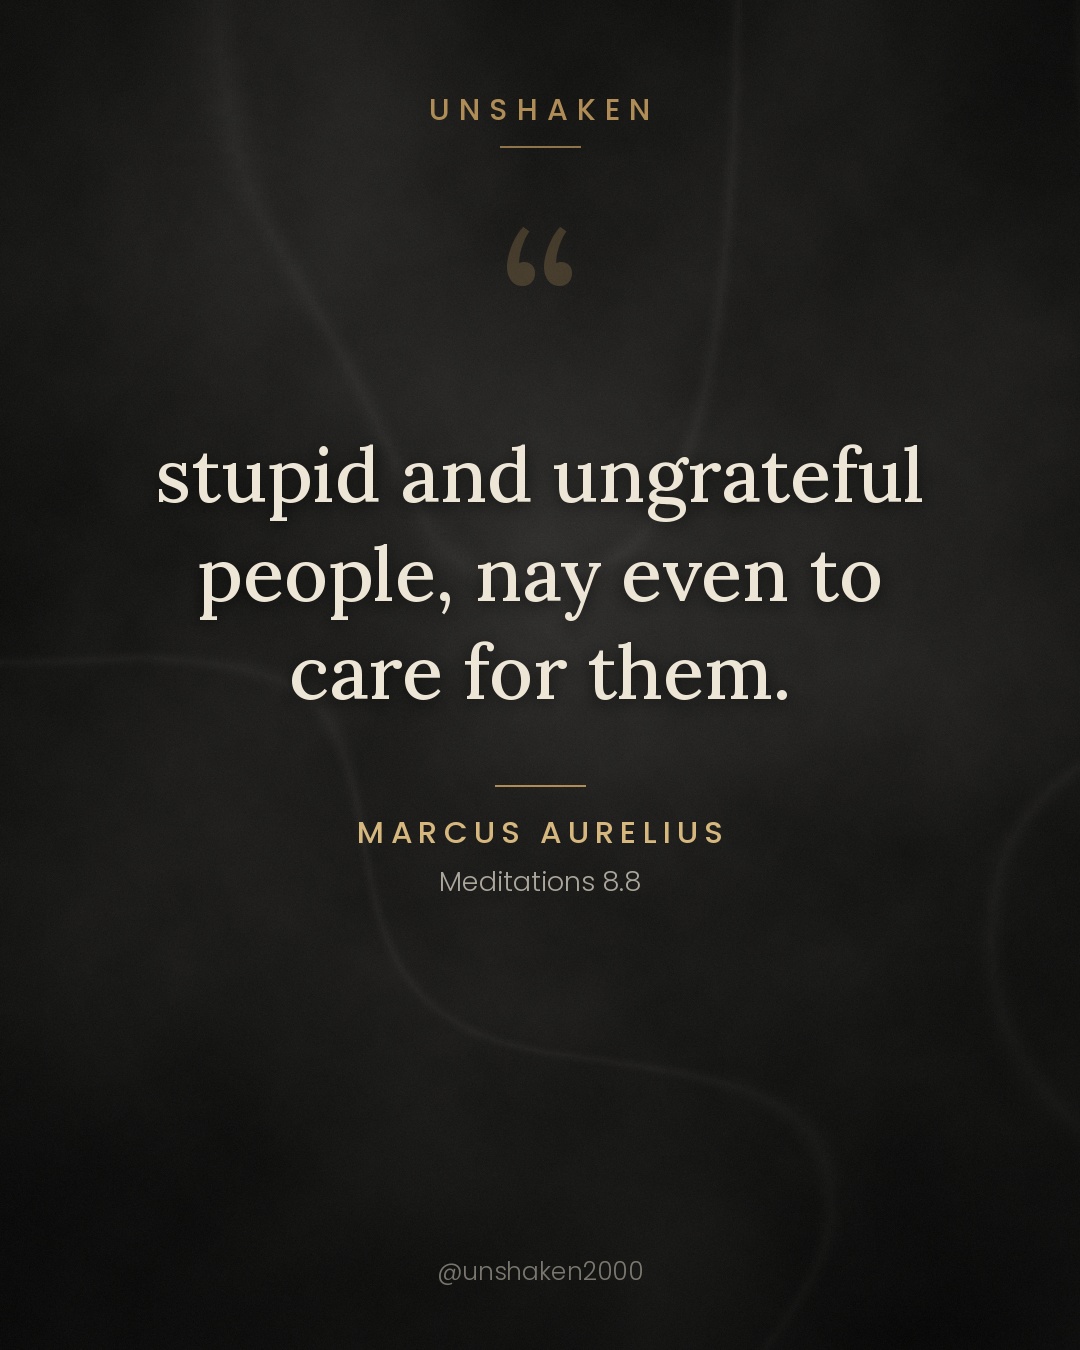 UNSHAKEN
“
stupid and ungrateful
people, nay even to
care for them.
MARCUS AURELIUS
Meditations 8.8
@unshaken2000